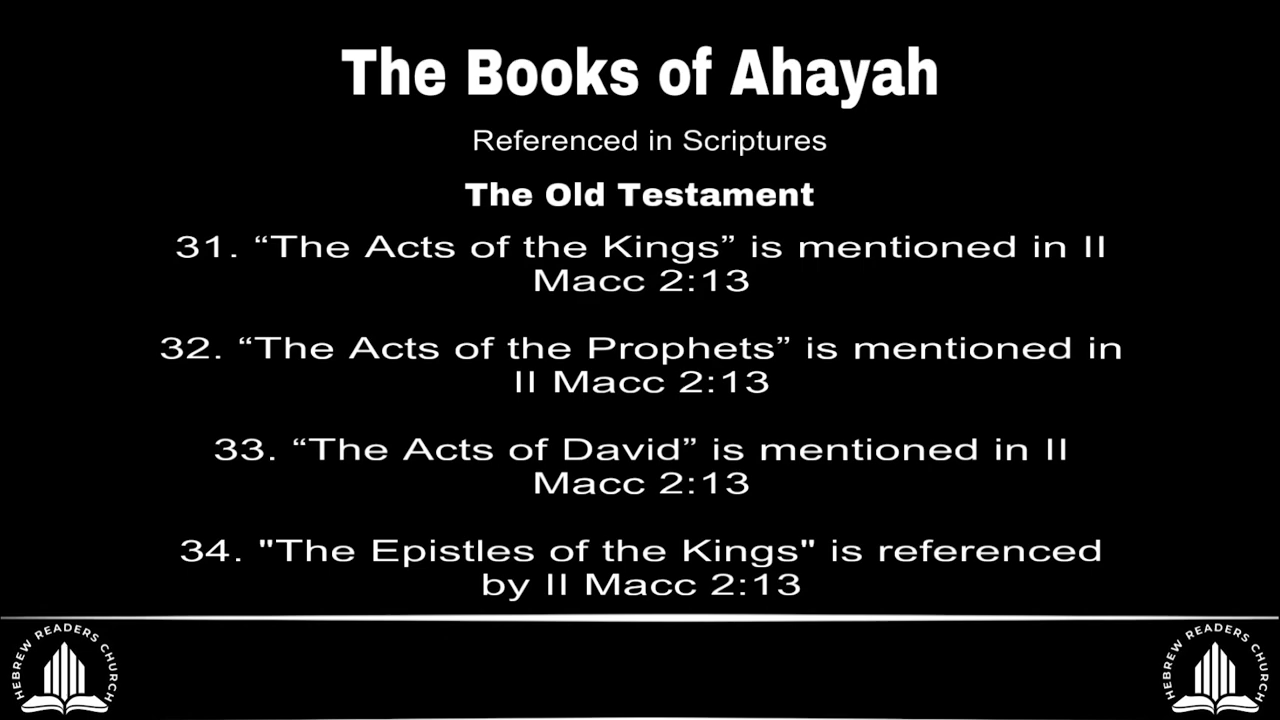 The Books of Ahayah
Referenced in Scriptures
The Old Testament
31. “The Acts of the Kings” is mentioned in II
Macc 2:13
32. “The Acts of the Prophets” is mentioned in
II Macc 2:13
33. “The Acts of David” is mentioned in II
Macc 2:13
34. "The Epistles of the Kings" is referenced
by II Macc 2:13
HEBREW READERS CHURCH
HEBREW READERS CHURCH